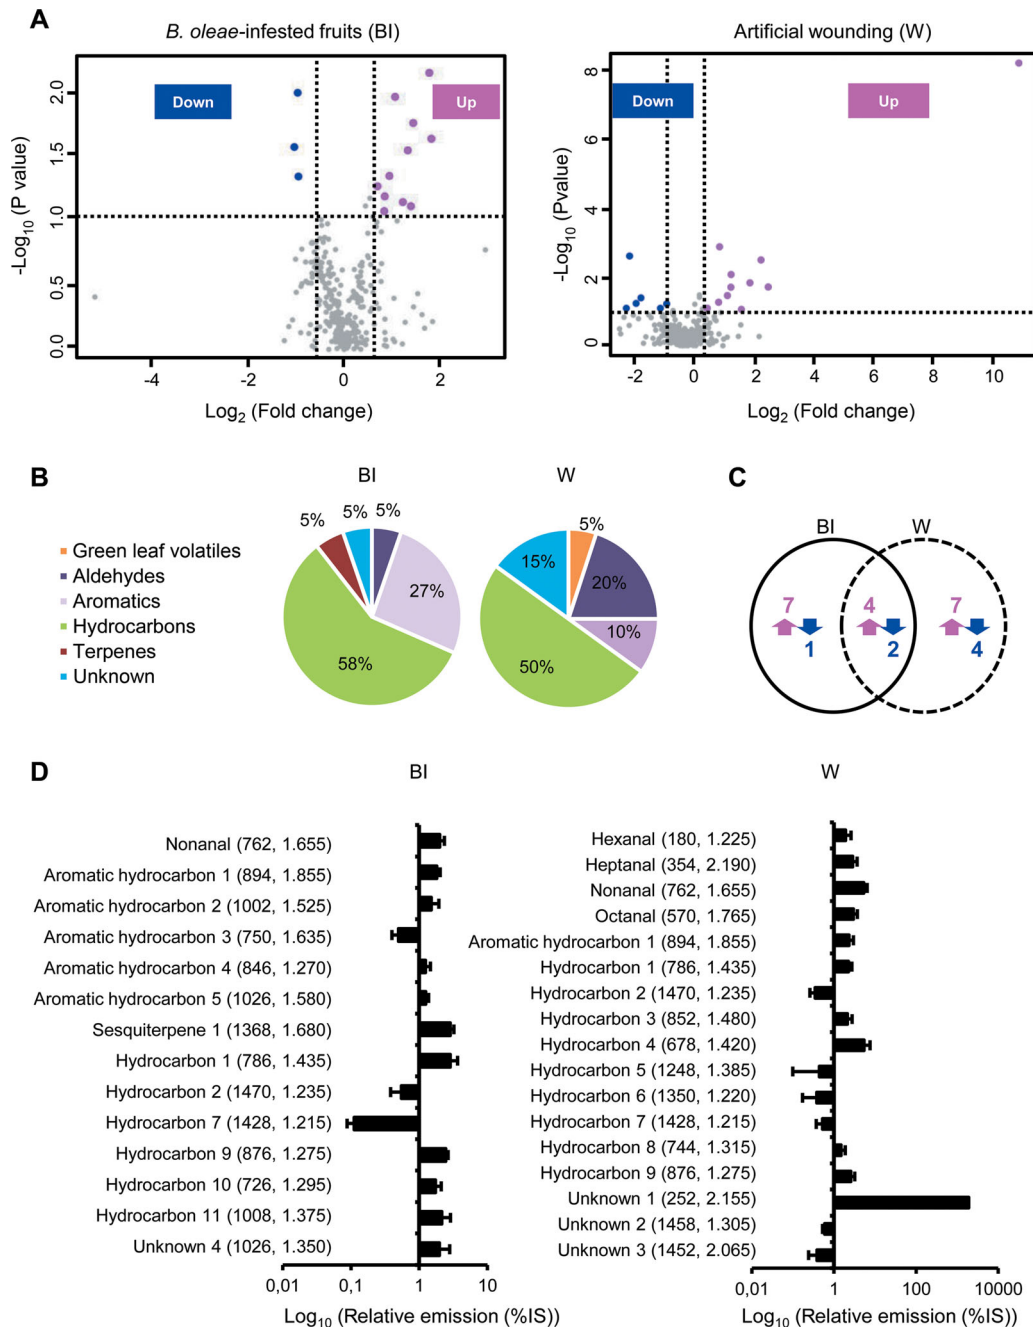 A
B. oleae-infested fruits (BI)
Artificial wounding (W)
Down
Up
2.0
1.5
1.0
0.5
0.0
-Log10 (P value)
-4
-2
0
2
Log2 (Fold change)
Down
Up
8
6
4
2
0
-Log10 (Pvalue)
-2
0
2
4
6
8
10
Log2 (Fold change)
B
BI
W
Green leaf volatiles
Aldehydes
Aromatics
Hydrocarbons
Terpenes
Unknown
5%
5%
5%
27%
58%
5%
15%
20%
10%
50%
C
BI
W
7
4
7
1
2
4
D
BI
Nonanal (762, 1.655)
Aromatic hydrocarbon 1 (894, 1.855)
Aromatic hydrocarbon 2 (1002, 1.525)
Aromatic hydrocarbon 3 (750, 1.635)
Aromatic hydrocarbon 4 (846, 1.270)
Aromatic hydrocarbon 5 (1026, 1.580)
Sesquiterpene 1 (1368, 1.680)
Hydrocarbon 1 (786, 1.435)
Hydrocarbon 2 (1470, 1.235)
Hydrocarbon 7 (1428, 1.215)
Hydrocarbon 9 (876, 1.275)
Hydrocarbon 10 (726, 1.295)
Hydrocarbon 11 (1008, 1.375)
Unknown 4 (1026, 1.350)
0,01
0,1
1
10
Log10 (Relative emission (%IS))
W
Hexanal (180, 1.225)
Heptanal (354, 2.190)
Nonanal (762, 1.655)
Octanal (570, 1.765)
Aromatic hydrocarbon 1 (894, 1.855)
Hydrocarbon 1 (786, 1.435)
Hydrocarbon 2 (1470, 1.235)
Hydrocarbon 3 (852, 1.480)
Hydrocarbon 4 (678, 1.420)
Hydrocarbon 5 (1248, 1.385)
Hydrocarbon 6 (1350, 1.220)
Hydrocarbon 7 (1428, 1.215)
Hydrocarbon 8 (744, 1.315)
Hydrocarbon 9 (876, 1.275)
Unknown 1 (252, 2.155)
Unknown 2 (1458, 1.305)
Unknown 3 (1452, 2.065)
0,01
1
100
10000
Log10 (Relative emission (%IS))